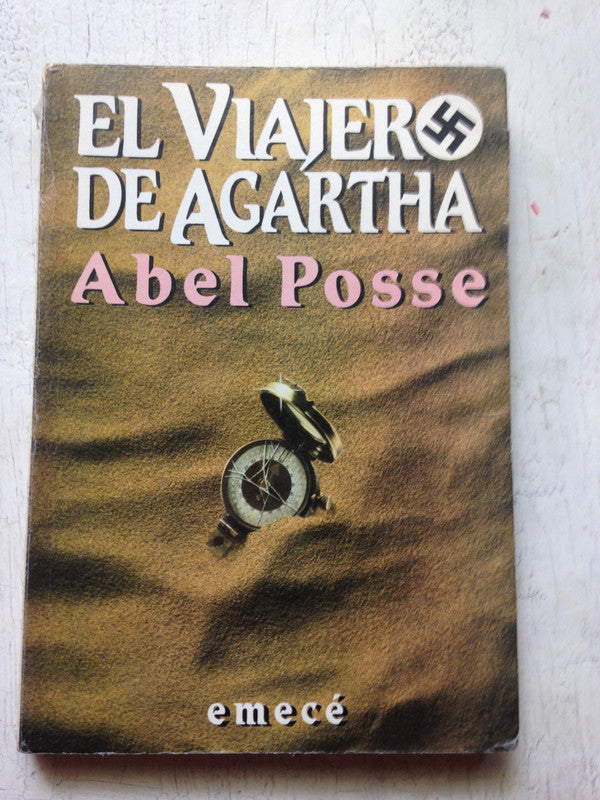 EL VIAJERO
DE AGARTHA
Abel Posse
emecé